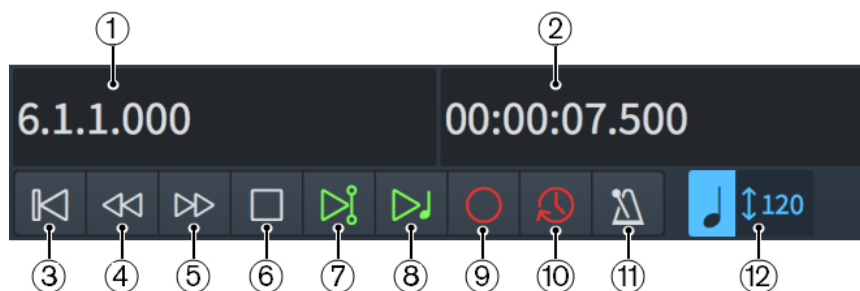 ① ②
6.1.1.000 00:00:07.500
120
③ ④ ⑤ ⑥ ⑦ ⑧ ⑨ ⑩ ⑪ ⑫